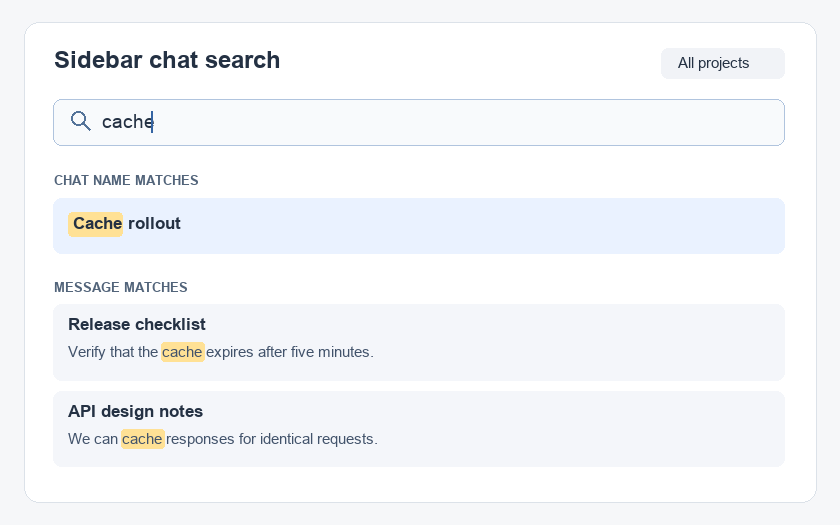 Sidebar chat search
All projects
cache
CHAT NAME MATCHES
Cache rollout
MESSAGE MATCHES
Release checklist
Verify that the cache expires after five minutes.
API design notes
We can cache responses for identical requests.